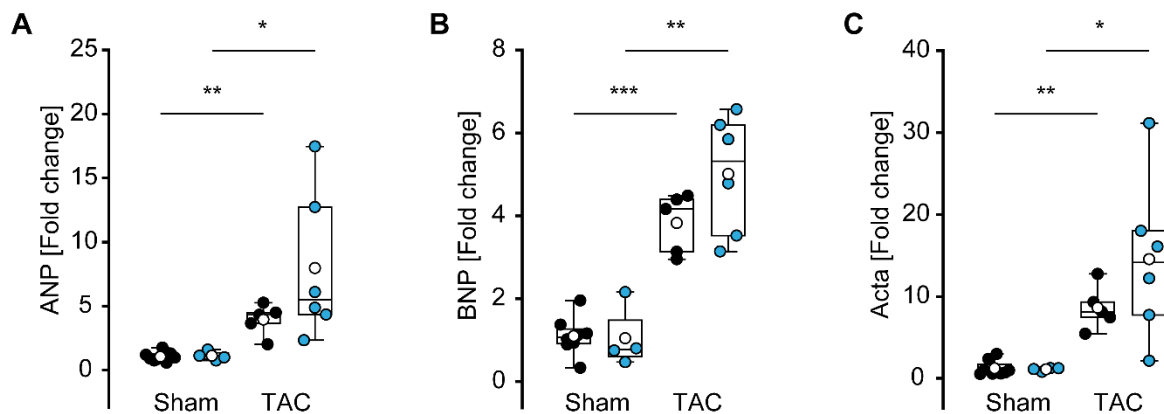 A
ANP [Fold change]
25
20
15
10
5
0
*
**
Sham
TAC
B
BNP [Fold change]
8
6
4
2
0
**
***
Sham
TAC
C
Acta [Fold change]
40
30
20
10
0
*
**
Sham
TAC